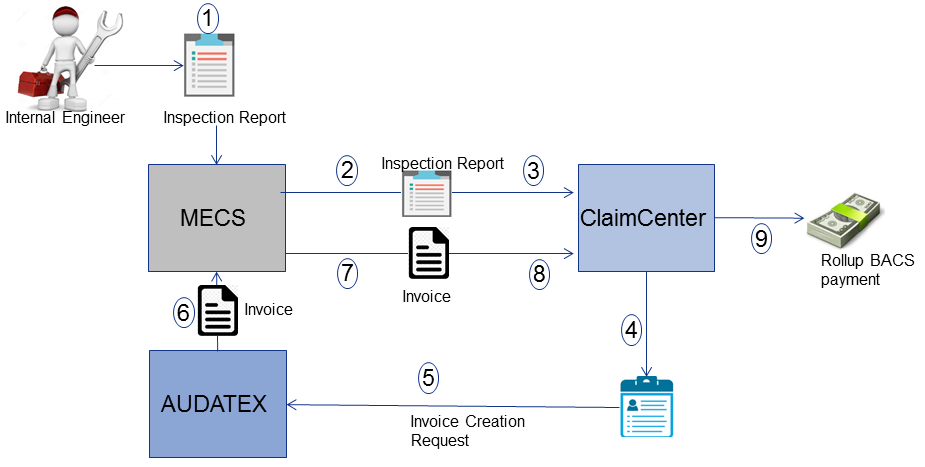 1
Internal Engineer
Inspection Report
2
Inspection Report
3
MECS
ClaimCenter
9
Rollup BACS
payment
7
8
Invoice
6
Invoice
4
5
AUDATEX
Invoice Creation
Request